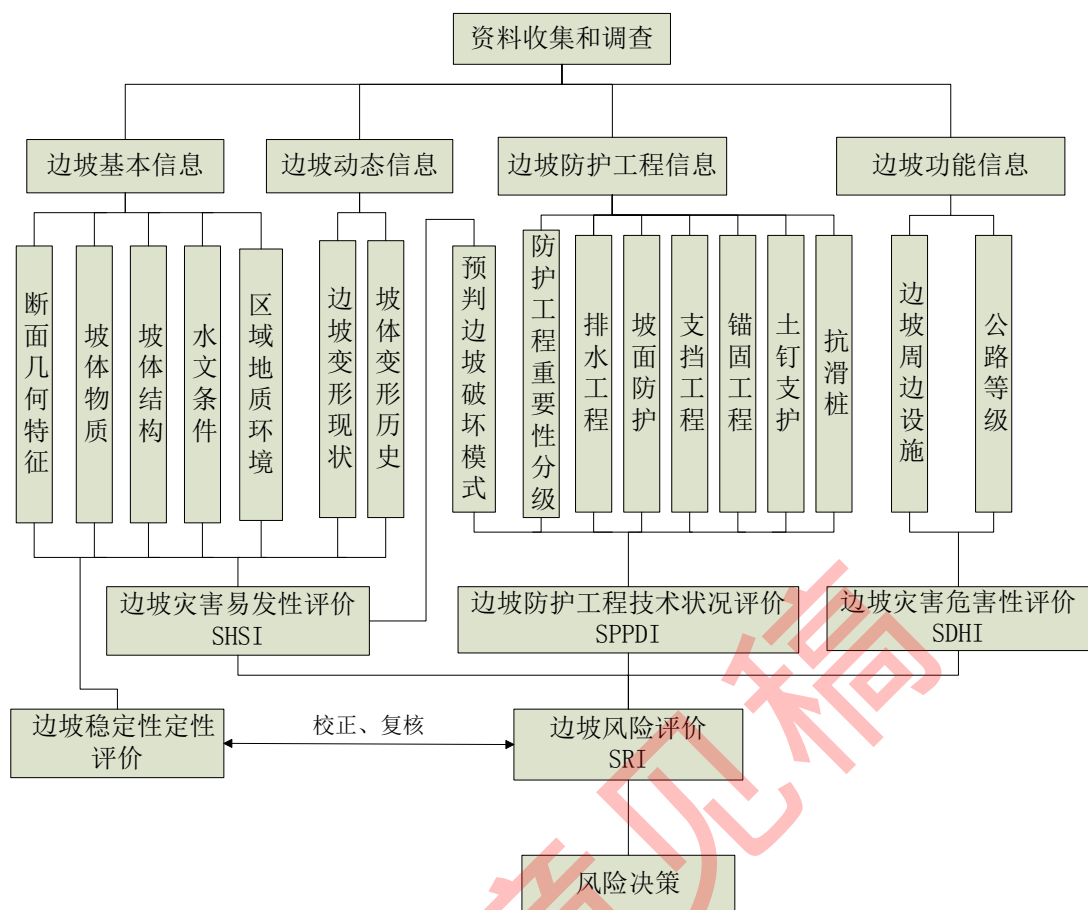 资料收集和调查
边坡基本信息
边坡动态信息
边坡防护工程信息
边坡功能信息
断面几何特征
坡体物质
坡体结构
水文条件
区域地质环境
边坡变形现状
坡体变形历史
预判边坡破坏模式
防护工程重要性分级
排水工程
坡面防护
支挡工程
锚固工程
土钉支护
抗滑桩
边坡周边设施
公路等级
边坡灾害易发性评价
SHSI
边坡防护工程技术状况评价
SPPDI
边坡灾害危害性评价
SDHI
边坡稳定性定性
评价
校正、复核
边坡风险评价
SRI
风险决策
意见稿